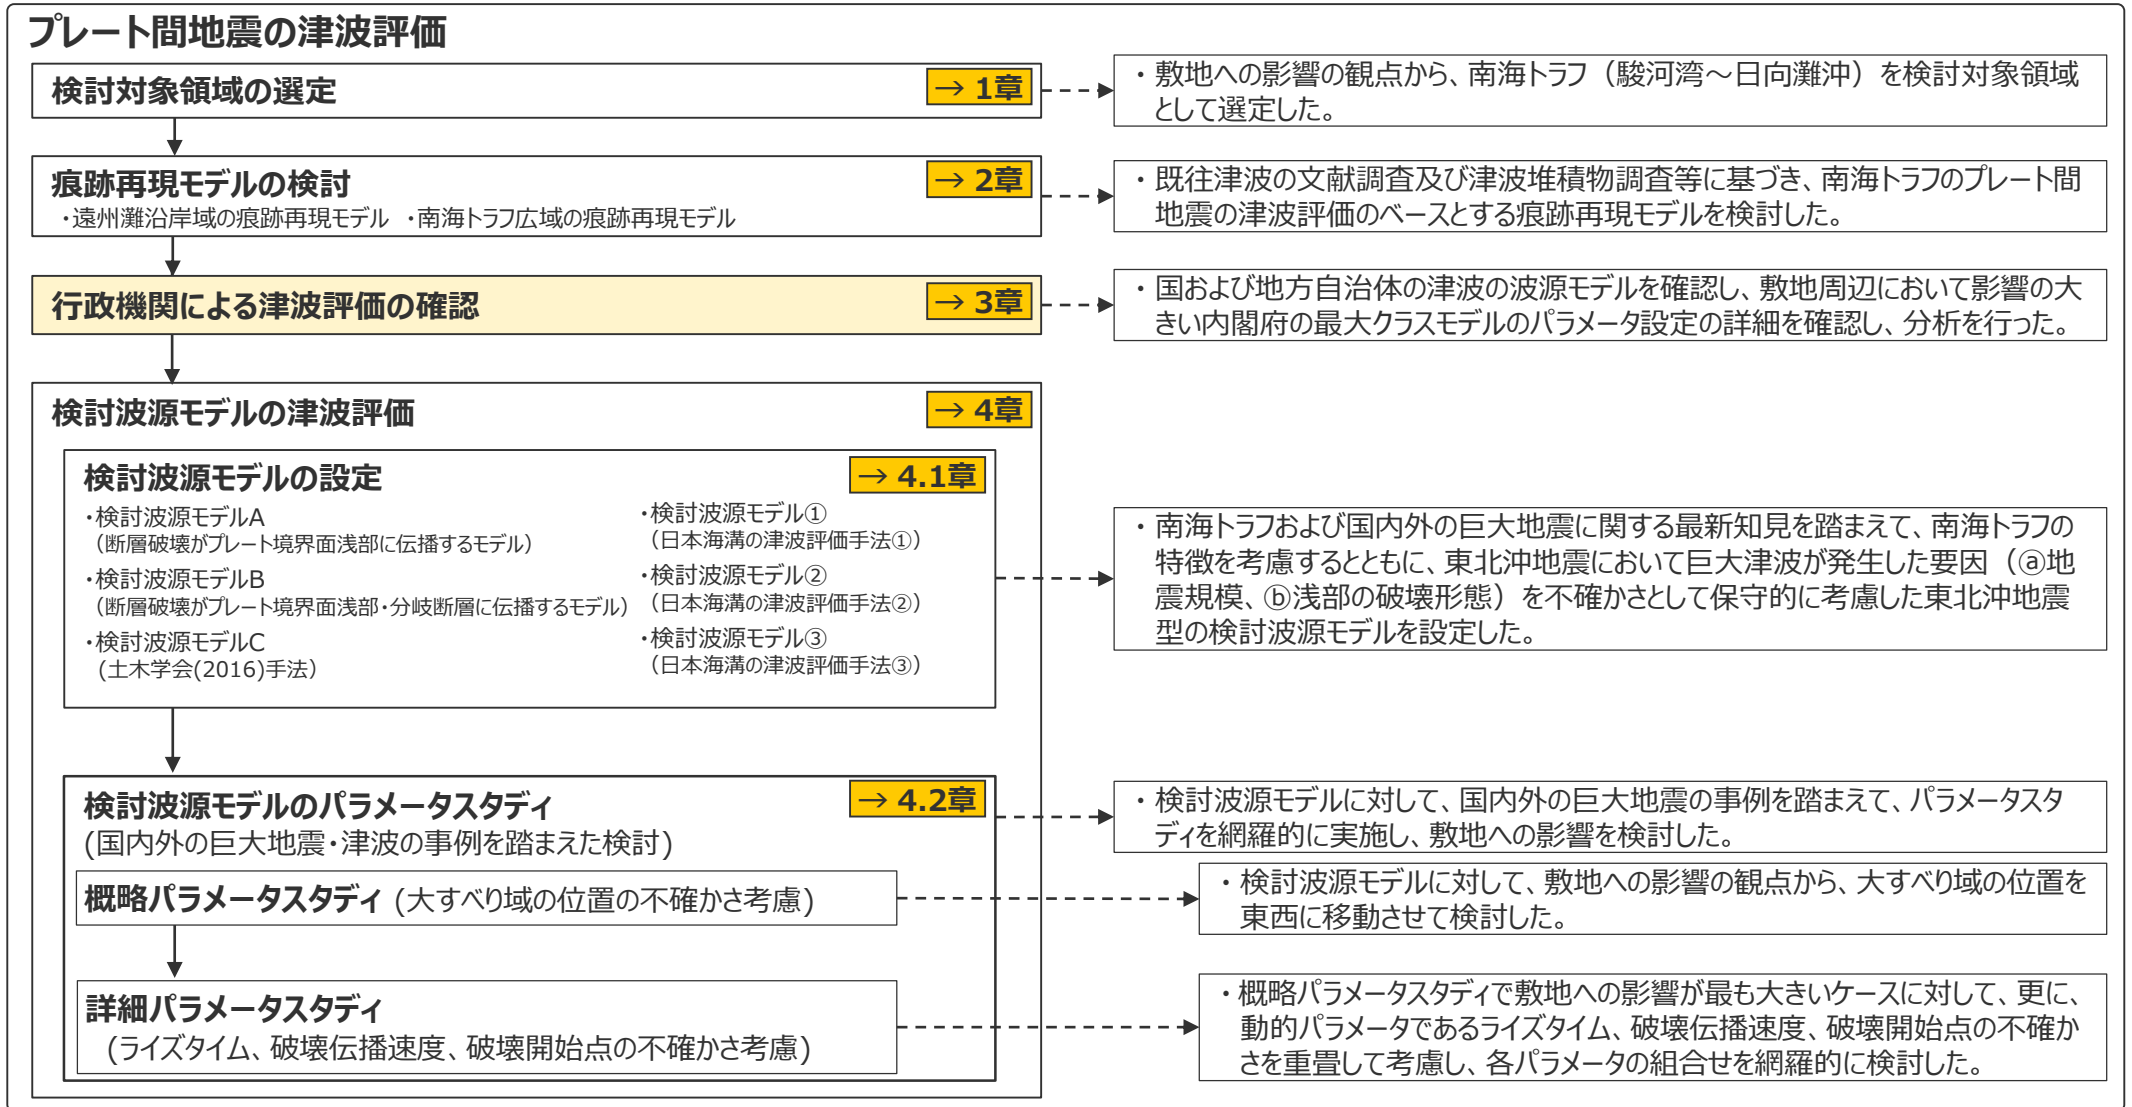 プレート間地震の津波評価
検討対象領域の選定
→ 1章
・敷地への影響の観点から、南海トラフ（駿河湾～日向灘沖）を検討対象領域
として選定した。
痕跡再現モデルの検討
→ 2章
・遠州灘沿岸域の痕跡再現モデル ・南海トラフ広域の痕跡再現モデル
・既往津波の文献調査及び津波堆積物調査等に基づき、南海トラフのプレート間
地震の津波評価のベースとする痕跡再現モデルを検討した。
行政機関による津波評価の確認
→ 3章
・国および地方自治体の津波の波源モデルを確認し、敷地周辺において影響の大
きい内閣府の最大クラスモデルのパラメータ設定の詳細を確認し、分析を行った。
検討波源モデルの津波評価
→ 4章
検討波源モデルの設定
→ 4.1章
・検討波源モデルA
（断層破壊がプレート境界面浅部に伝播するモデル）
・検討波源モデルB
（断層破壊がプレート境界面浅部・分岐断層に伝播するモデル）
・検討波源モデルC
(土木学会(2016)手法）
・検討波源モデル①
（日本海溝の津波評価手法①）
・検討波源モデル②
（日本海溝の津波評価手法②）
・検討波源モデル③
（日本海溝の津波評価手法③）
・南海トラフおよび国内外の巨大地震に関する最新知見を踏まえて、南海トラフの
特徴を考慮するとともに、東北沖地震において巨大津波が発生した要因（ⓐ地
震規模、ⓑ浅部の破壊形態）を不確かさとして保守的に考慮した東北沖地震
型の検討波源モデルを設定した。
検討波源モデルのパラメータスタディ
→ 4.2章
(国内外の巨大地震・津波の事例を踏まえた検討)
・検討波源モデルに対して、国内外の巨大地震の事例を踏まえて、パラメータスタ
ディを網羅的に実施し、敷地への影響を検討した。
概略パラメータスタディ (大すべり域の位置の不確かさ考慮)
・検討波源モデルに対して、敷地への影響の観点から、大すべり域の位置を
東西に移動させて検討した。
詳細パラメータスタディ
(ライズタイム、破壊伝播速度、破壊開始点の不確かさ考慮)
・概略パラメータスタディで敷地への影響が最も大きいケースに対して、更に、
動的パラメータであるライズタイム、破壊伝播速度、破壊開始点の不確か
さを重畳して考慮し、各パラメータの組合せを網羅的に検討した。